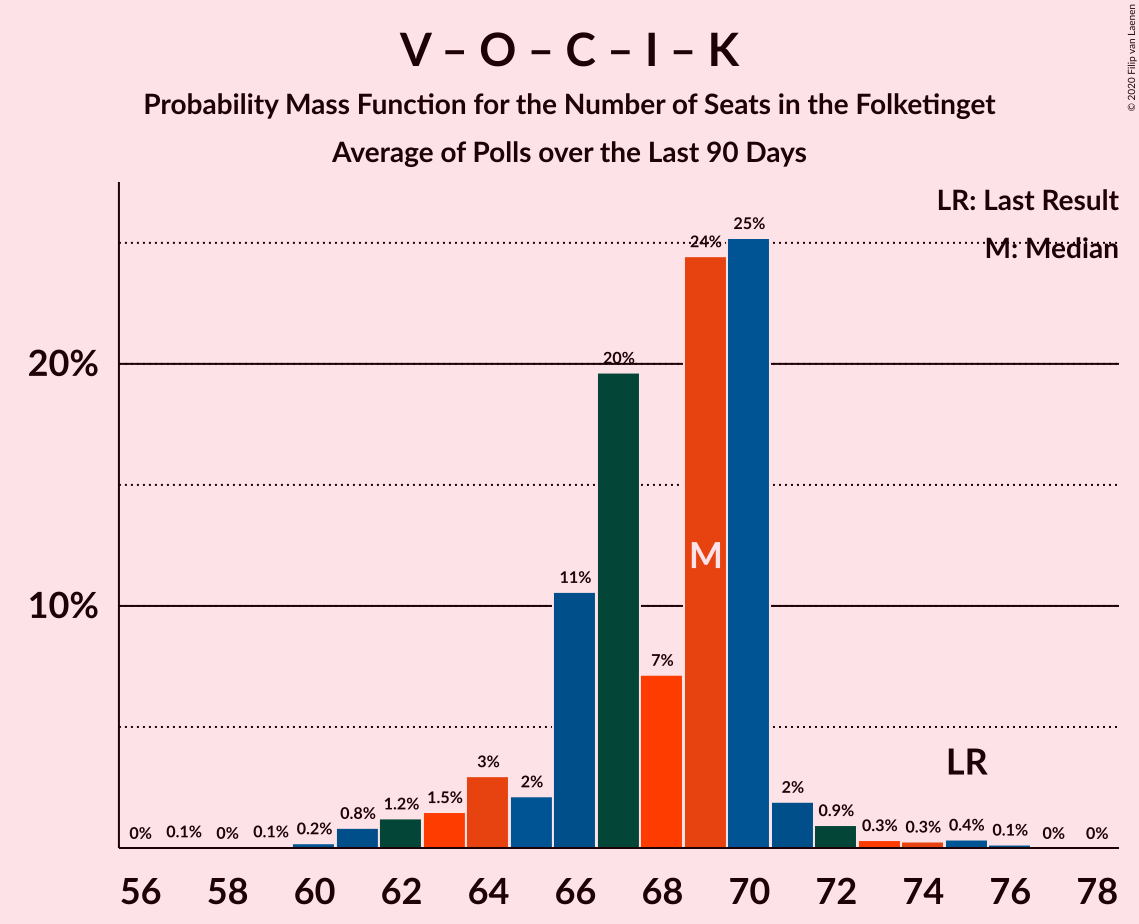 V – O – C – I – K
Probability Mass Function for the Number of Seats in the Folketinget
Average of Polls over the Last 90 Days
© 2020 Filip van Laenen
LR: Last Result
M: Median
20%
10%
0%
0.1%
0%
0.1%
0.2%
0.8%
1.2%
1.5%
3%
2%
11%
20%
7%
24%
25%
2%
0.9%
0.3%
0.3%
0.4%
0.1%
0%
0%
M
LR
56 58 60 62 64 66 68 70 72 74 76 78